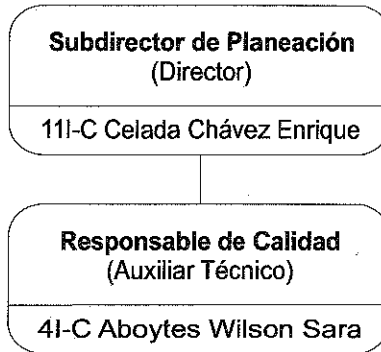 Subdirector de Planeación
(Director)
11I-C Celada Chávez Enrique
Responsable de Calidad
(Auxiliar Técnico)
4I-C Aboytes Wilson Sara